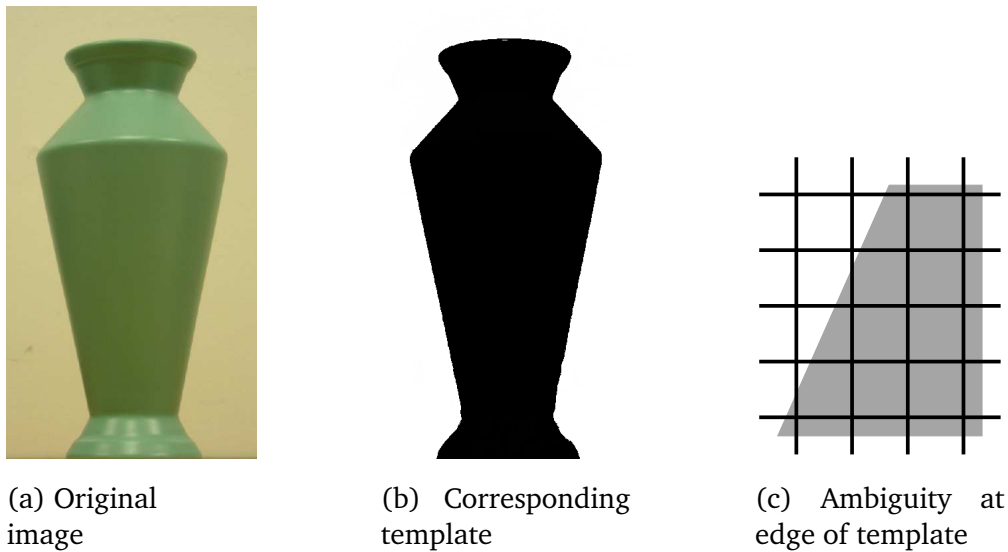 (a) Original
image
(b) Corresponding
template
(c) Ambiguity at
edge of template